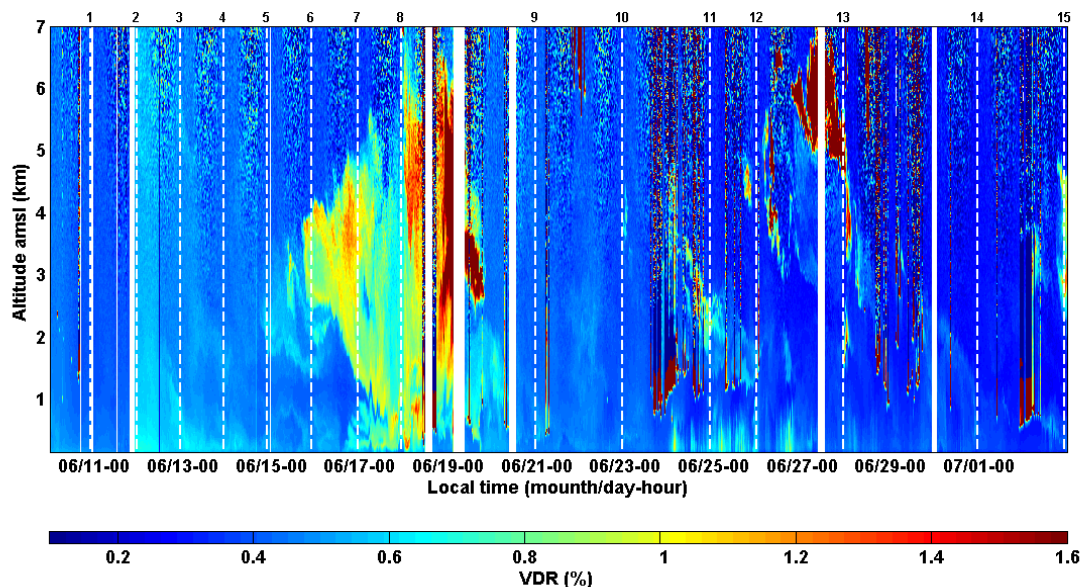 1 2 3 4 5 6 7 8 9 10 11 12 13 14 15
7
6
5
4
3
2
1
Altitude amsl (km)
06/11-00 06/13-00 06/15-00 06/17-00 06/19-00 06/21-00 06/23-00 06/25-00 06/27-00 06/29-00 07/01-00
Local time (mounth/day-hour)
0.2 0.4 0.6 0.8 1 1.2 1.4 1.6
VDR (%)